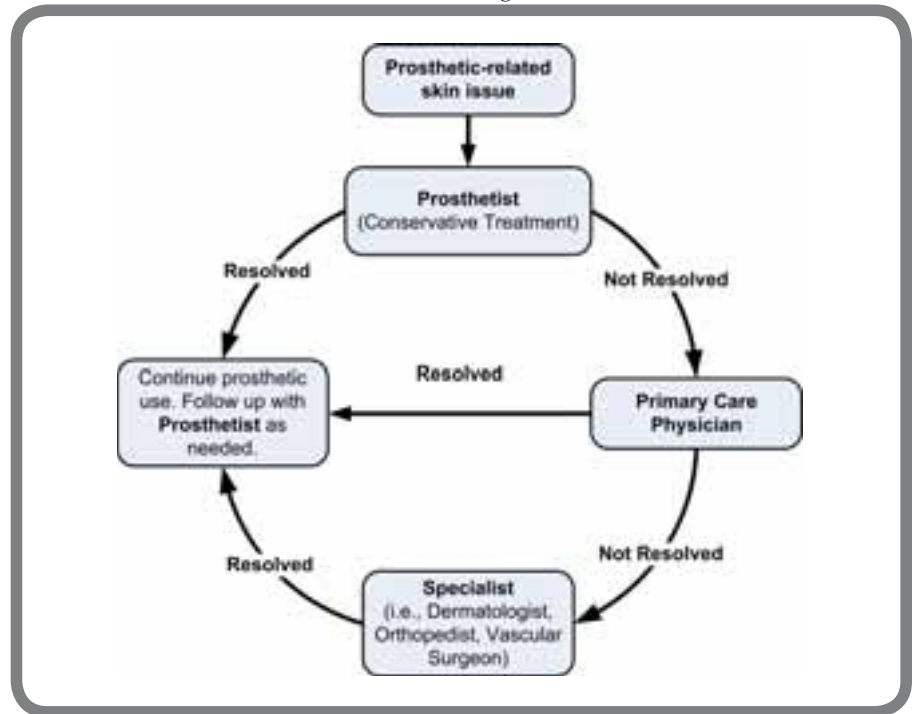 Prosthetic-related
skin issue
Prosthetist
(Conservative Treatment)
Resolved
Not Resolved
Continue prosthetic
use. Follow up with
Prosthetist as
needed.
Resolved
Primary Care
Physician
Resolved
Not Resolved
Specialist
(i.e., Dermatologist,
Orthopedist, Vascular
Surgeon)